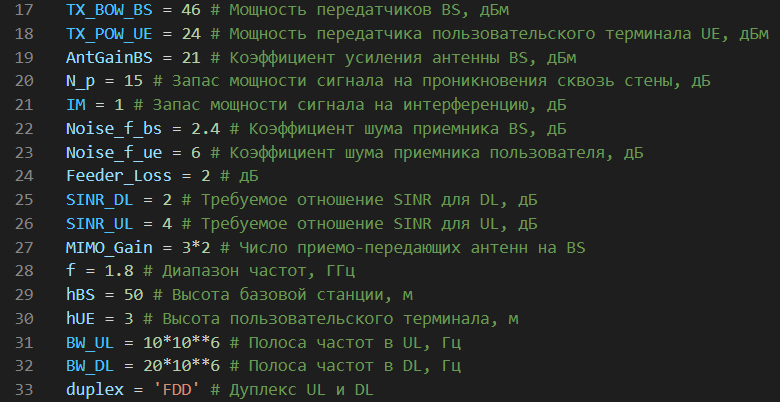 17 TX_BOW_BS = 46 # Мощность передатчиков BS, дБм
18 TX_POW_UE = 24 # Мощность передатчика пользовательского терминала UE, дБм
19 AntGainBS = 21 # Коэффициент усиления антенны BS, дБм
20 N_p = 15 # Запас мощности сигнала на проникновения сквозь стены, дБ
21 IM = 1 # Запас мощности сигнала на интерференцию, дБ
22 Noise_f_bs = 2.4 # Коэффициент шума приемника BS, дБ
23 Noise_f_ue = 6 # Коэффициент шума приемника пользователя, дБ
24 Feeder_Loss = 2 # дБ
25 SINR_DL = 2 # Требуемое отношение SINR для DL, дБ
26 SINR_UL = 4 # Требуемое отношение SINR для UL, дБ
27 MIMO_Gain = 3*2 # Число приемо-передающих антенн на BS
28 f = 1.8 # Диапазон частот, ГГц
29 hBS = 50 # Высота базовой станции, м
30 hUE = 3 # Высота пользовательского терминала, м
31 BW_UL = 10*10**6 # Полоса частот в UL, Гц
32 BW_DL = 20*10**6 # Полоса частот в DL, Гц
33 duplex = 'FDD' # Дуплекс UL и DL